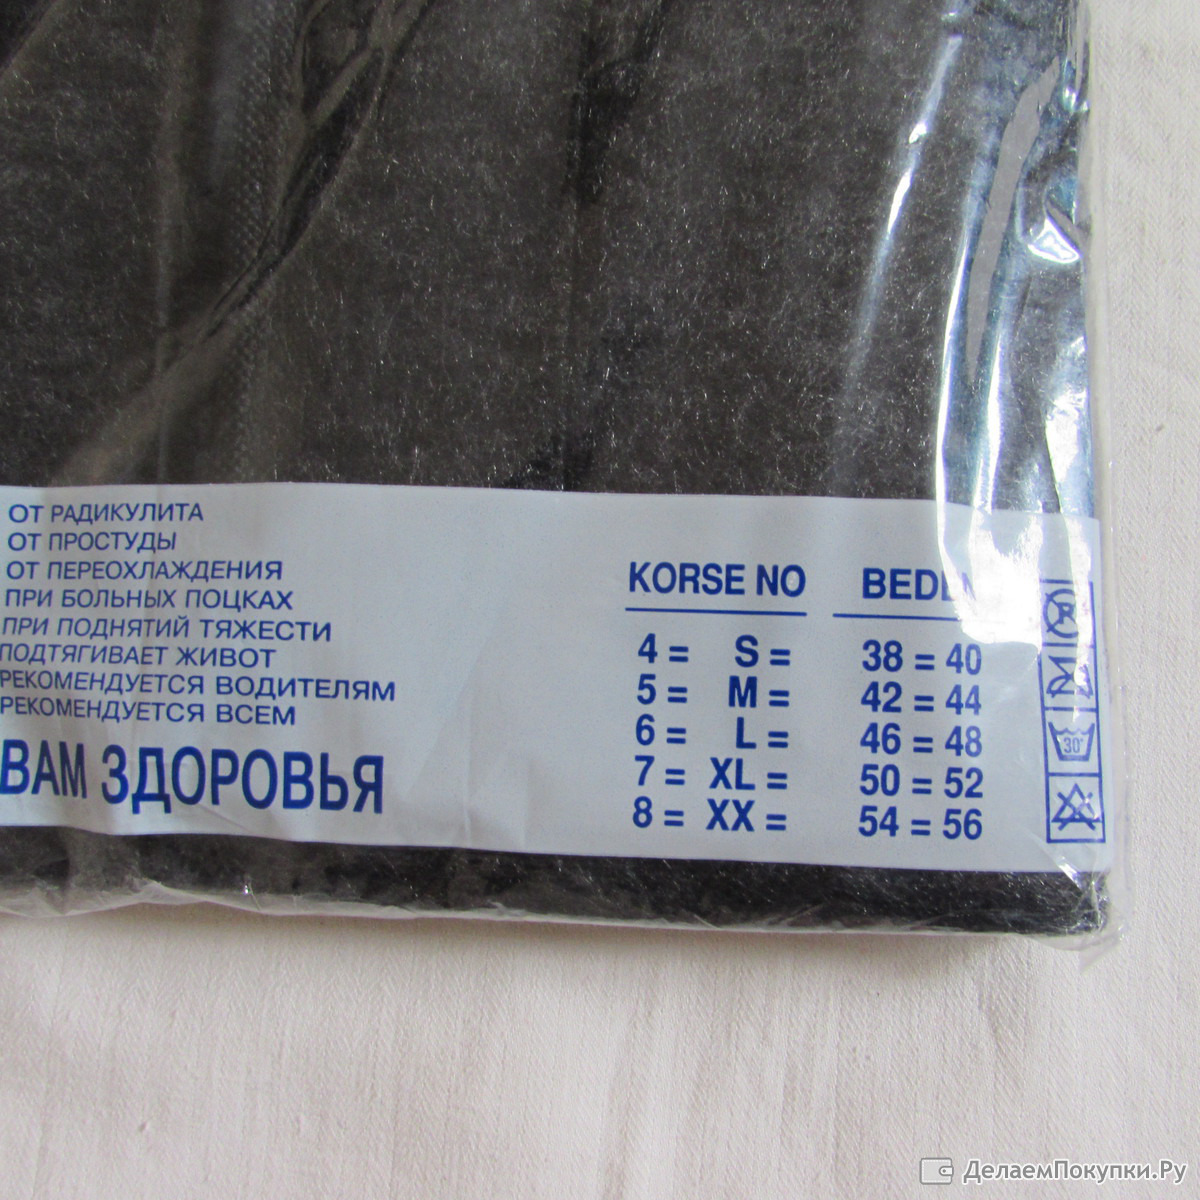 ОТ РАДИКУЛИТА
ОТ ПРОСТУДЫ
ОТ ПЕРЕОХЛАЖДЕНИЯ
ПРИ БОЛЬНЫХ ПОЦКАХ
ПРИ ПОДНЯТИЙ ТЯЖЕСТИ
ПОДТЯГИВАЕТ ЖИВОТ
РЕКОМЕНДУЕТСЯ ВОДИТЕЛЯМ
РЕКОМЕНДУЕТСЯ ВСЕМ
ВАМ ЗДОРОВЬЯ
KORSE NO BEDEN
4 = S = 38 = 40
5 = M = 42 = 44
6 = L = 46 = 48
7 = XL = 50 = 52
8 = XX = 54 = 56
30°
ДелаемПокупки.Ру